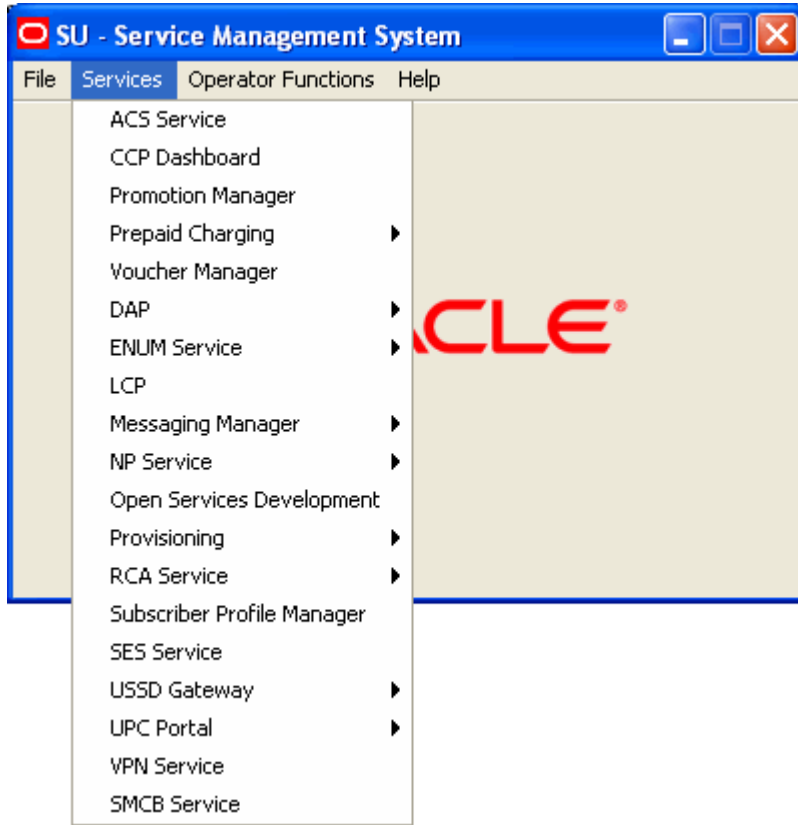 SU - Service Management System
File Services Operator Functions Help
ACS Service
CCP Dashboard
Promotion Manager
Prepaid Charging
Voucher Manager
DAP
ENUM Service
LCP
Messaging Manager
NP Service
Open Services Development
Provisioning
RCA Service
Subscriber Profile Manager
SES Service
USSD Gateway
UPC Portal
VPN Service
SMCB Service
CLE®